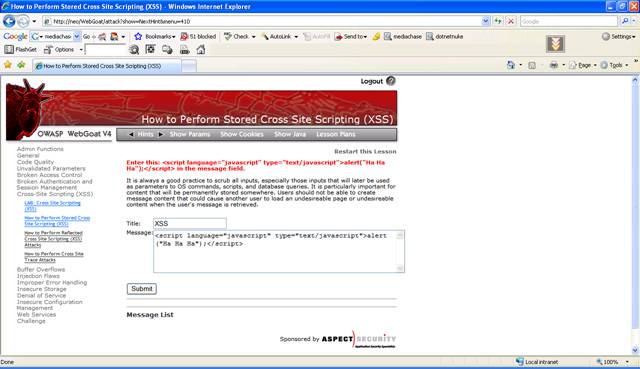 How to Perform Stored Cross Site Scripting (XSS) - Windows Internet Explorer
http://neo/WebGoat/attack?show=NextHint&menu=410
Google
File Edit View Favorites Tools Help
Google mediachase Go Bookmarks 51 blocked Check AutoLink AutoFill Send to mediachase dotnetnuke Settings
FlashGet Options
How to Perform Stored Cross Site Scripting (XSS)
Page Tools
Logout
How to Perform Stored Cross Site Scripting (XSS)
OWASP WebGoat V4
Hints Show Params Show Cookies Show Java Lesson Plans
Admin Functions
General
Code Quality
Unvalidated Parameters
Broken Access Control
Broken Authentication and
Session Management
Cross-Site Scripting (XSS)
LAB: Cross Site Scripting
(XSS)
How to Perform Stored Cross
Site Scripting (XSS)
How to Perform Reflected
Cross Site Scripting (XSS)
Attacks
How to Perform Cross Site
Trace Attacks
Buffer Overflows
Injection Flaws
Improper Error Handling
Insecure Storage
Denial of Service
Insecure Configuration
Management
Web Services
Challenge
Restart this Lesson
Enter this: <script language="javascript" type="text/javascript">alert("Ha Ha
Ha");</script> in the message field.
It is always a good practice to scrub all inputs, especially those inputs that will later be used
as parameters to OS commands, scripts, and database queries. It is particularly important for
content that will be permanently stored somewhere. Users should not be able to create
message content that could cause another user to load an undesireable page or undesireable
content when the user's message is retrieved.
Title: XSS
Message: <script language="javascript" type="text/javascript">alert
("Ha Ha Ha");</script>
Submit
Message List
Sponsored by ASPECT SECURITY
Application Security Specialists
Done
Local intranet
100%